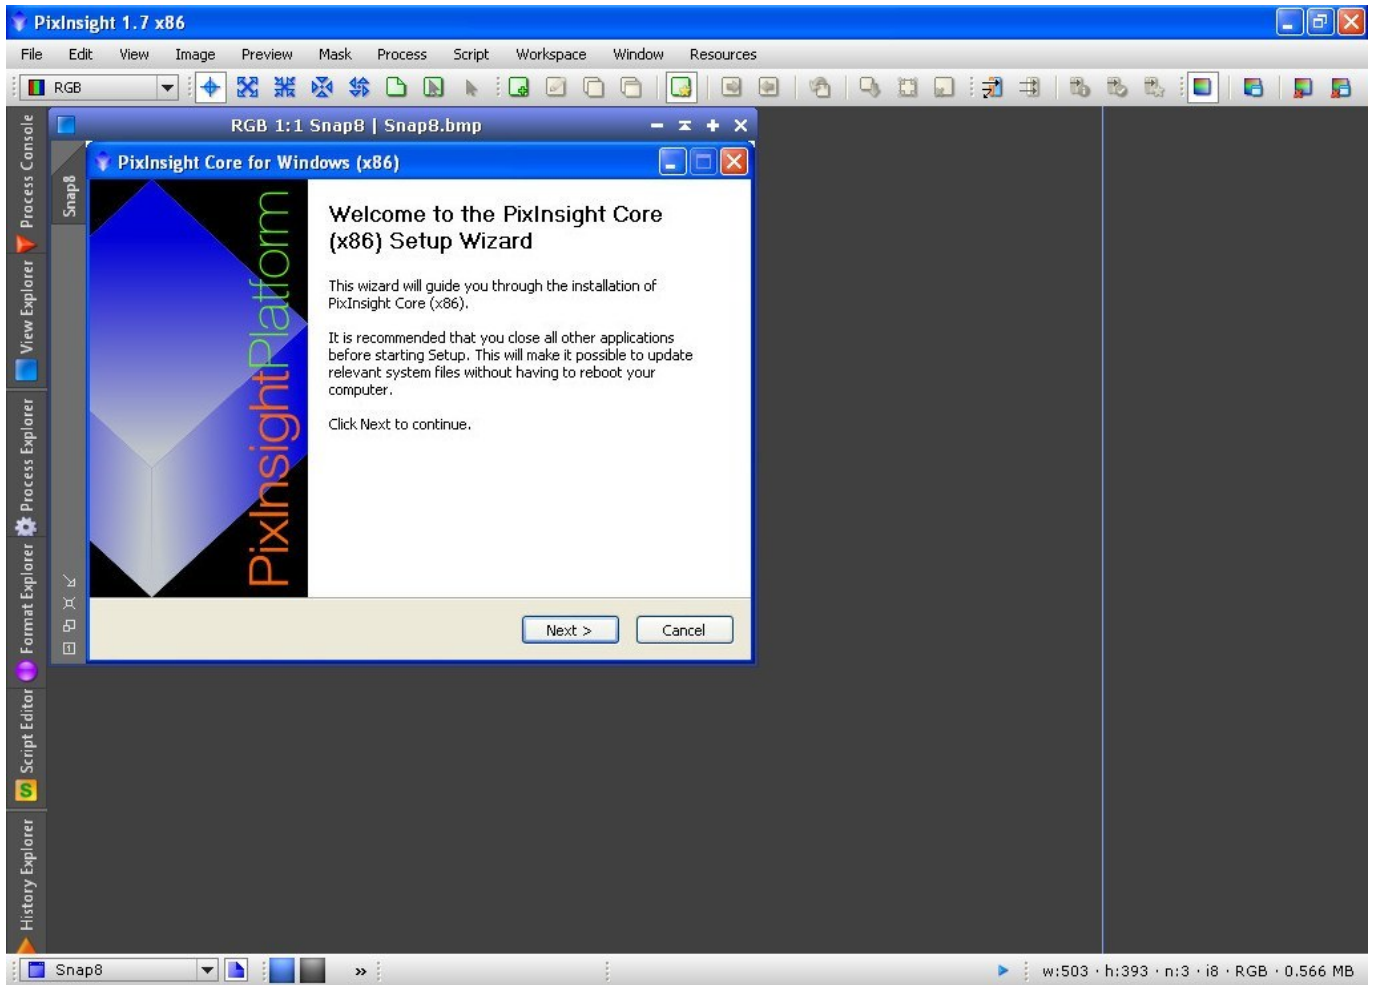 PixInsight 1.7 x86
File Edit View Image Preview Mask Process Script Workspace Window Resources
RGB
RGB 1:1 Snap8 | Snap8.bmp
Process Console
View Explorer
Process Explorer
Format Explorer
Script Editor
S
History Explorer
Snap8
1
PixInsight Core for Windows (x86)
PixInsightPlatform
Welcome to the PixInsight Core
(x86) Setup Wizard
This wizard will guide you through the installation of
PixInsight Core (x86).
It is recommended that you close all other applications
before starting Setup. This will make it possible to update
relevant system files without having to reboot your
computer.
Click Next to continue.
Next > Cancel
Snap8 » w:503 · h:393 · n:3 · i8 · RGB · 0.566 MB